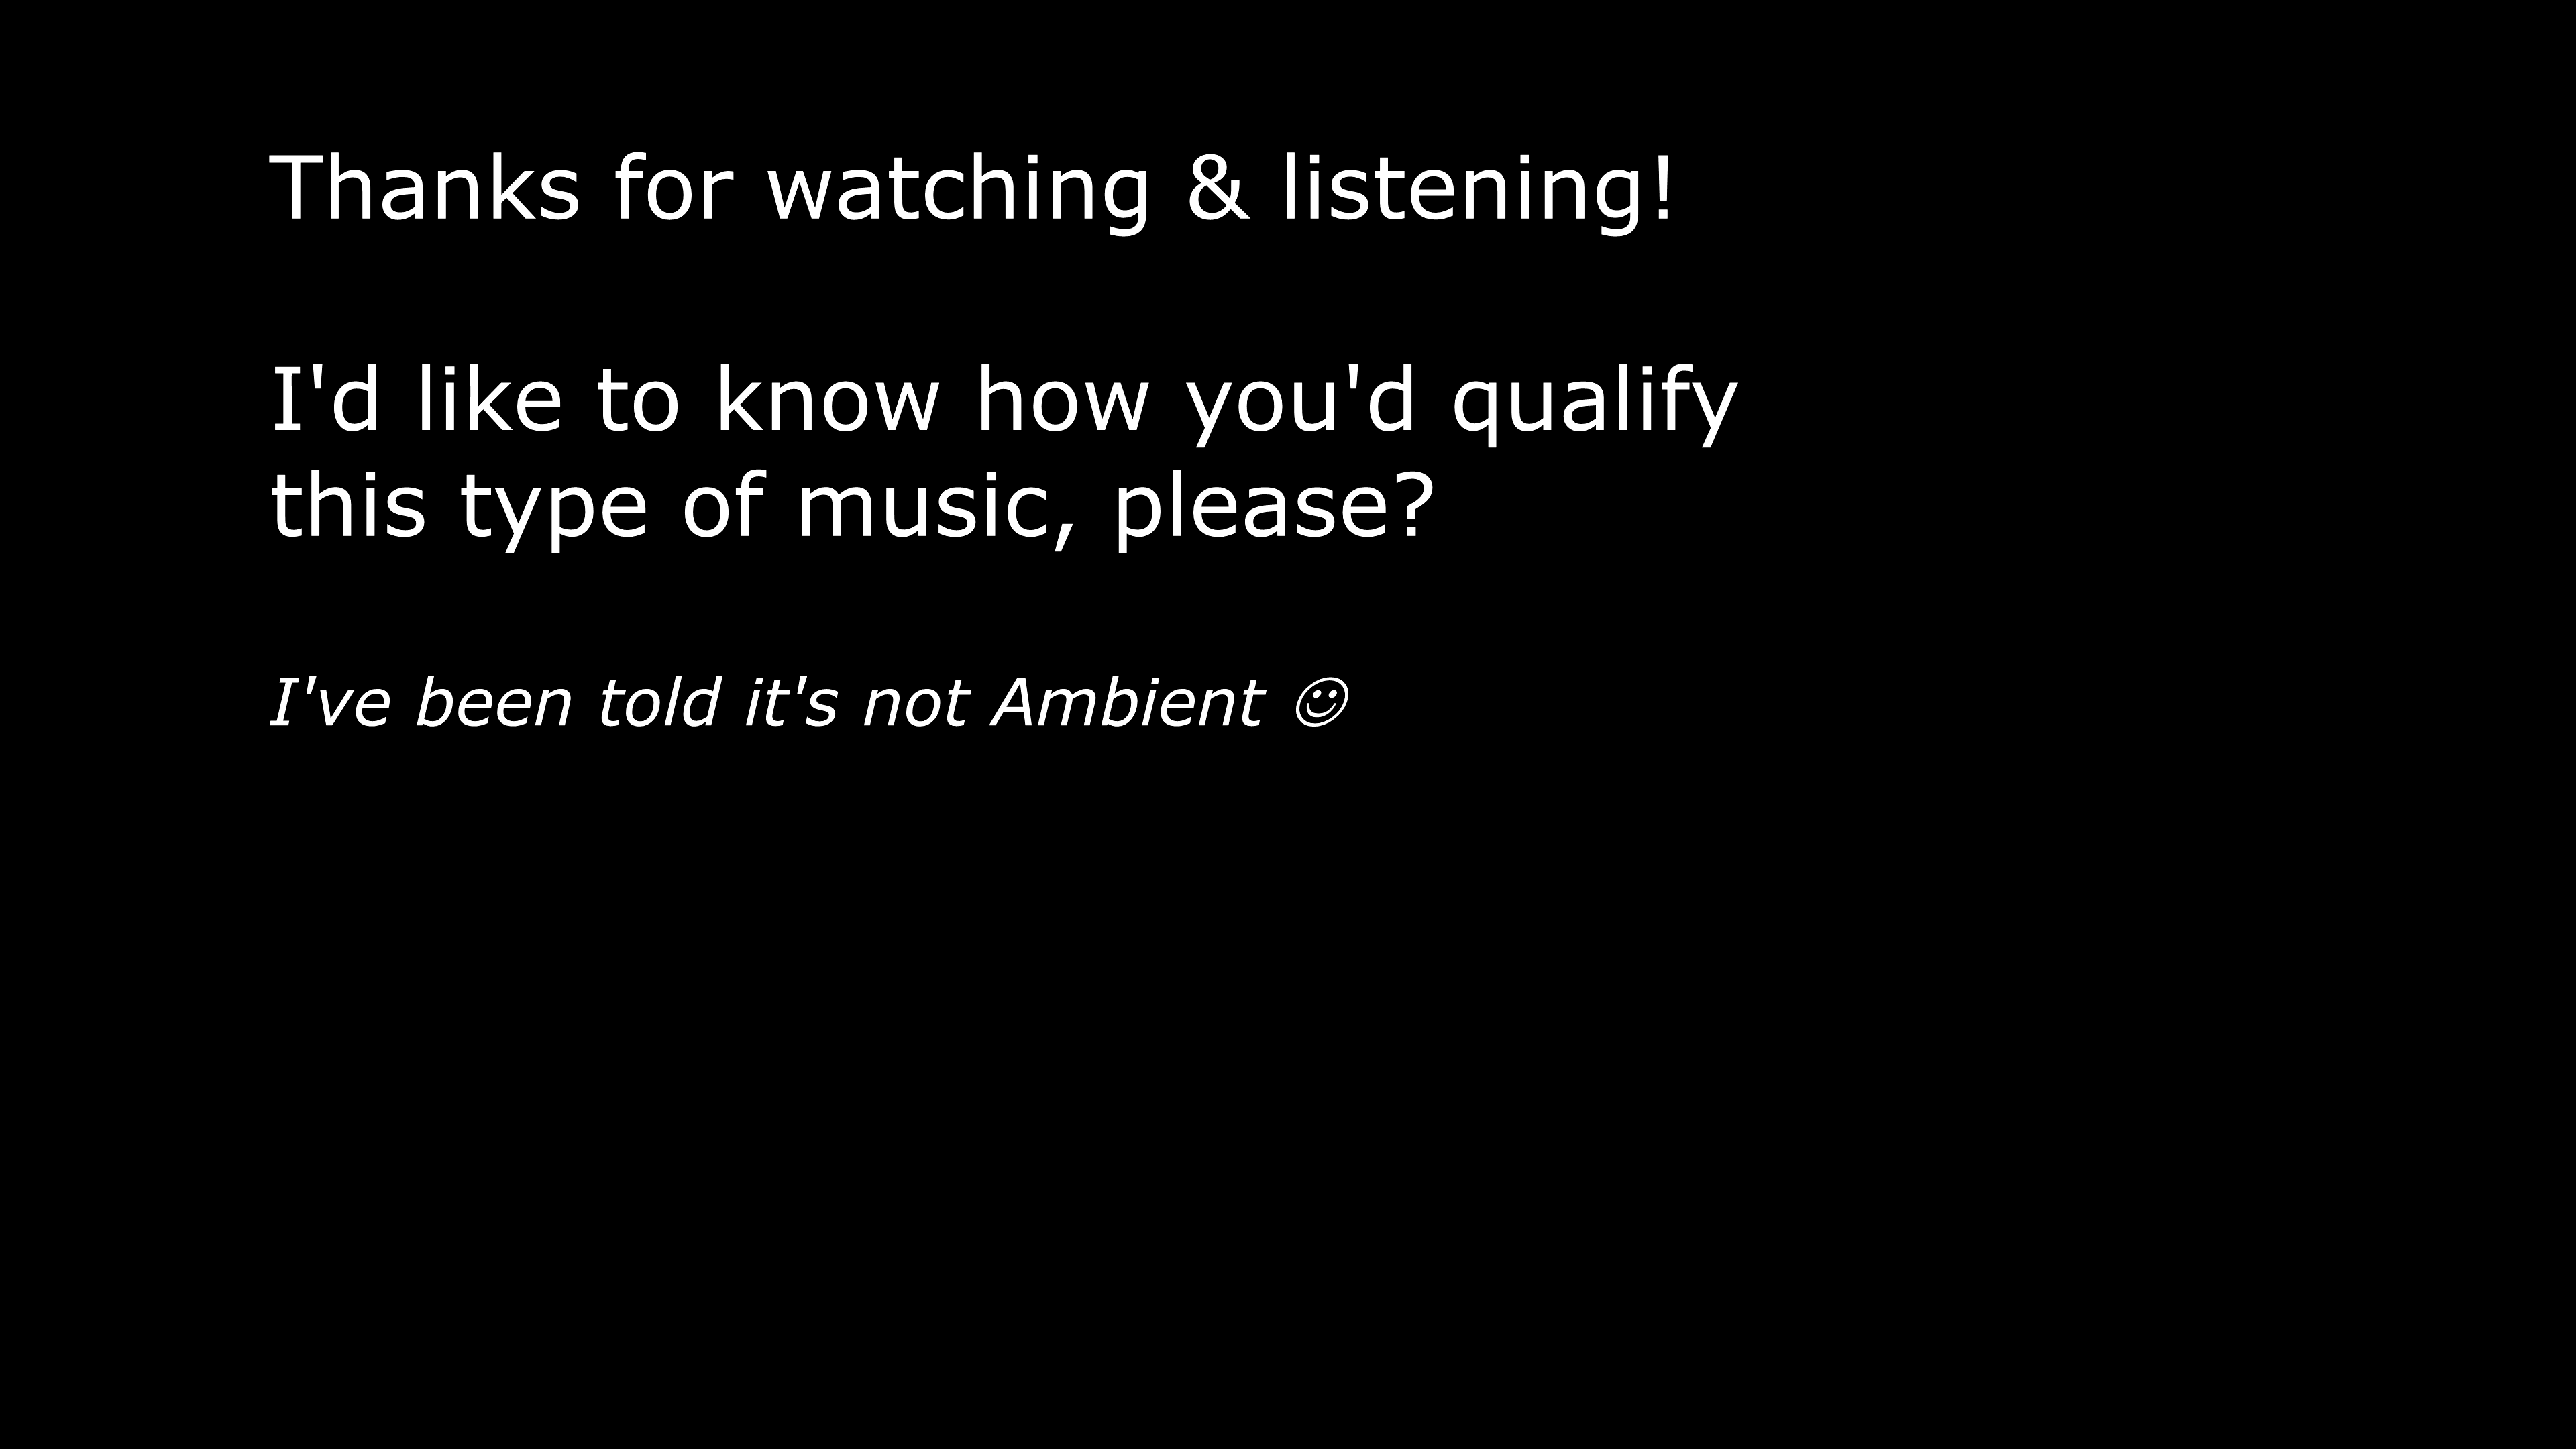 Thanks for watching & listening!
I'd like to know how you'd qualify
this type of music, please?
I've been told it's not Ambient ☺